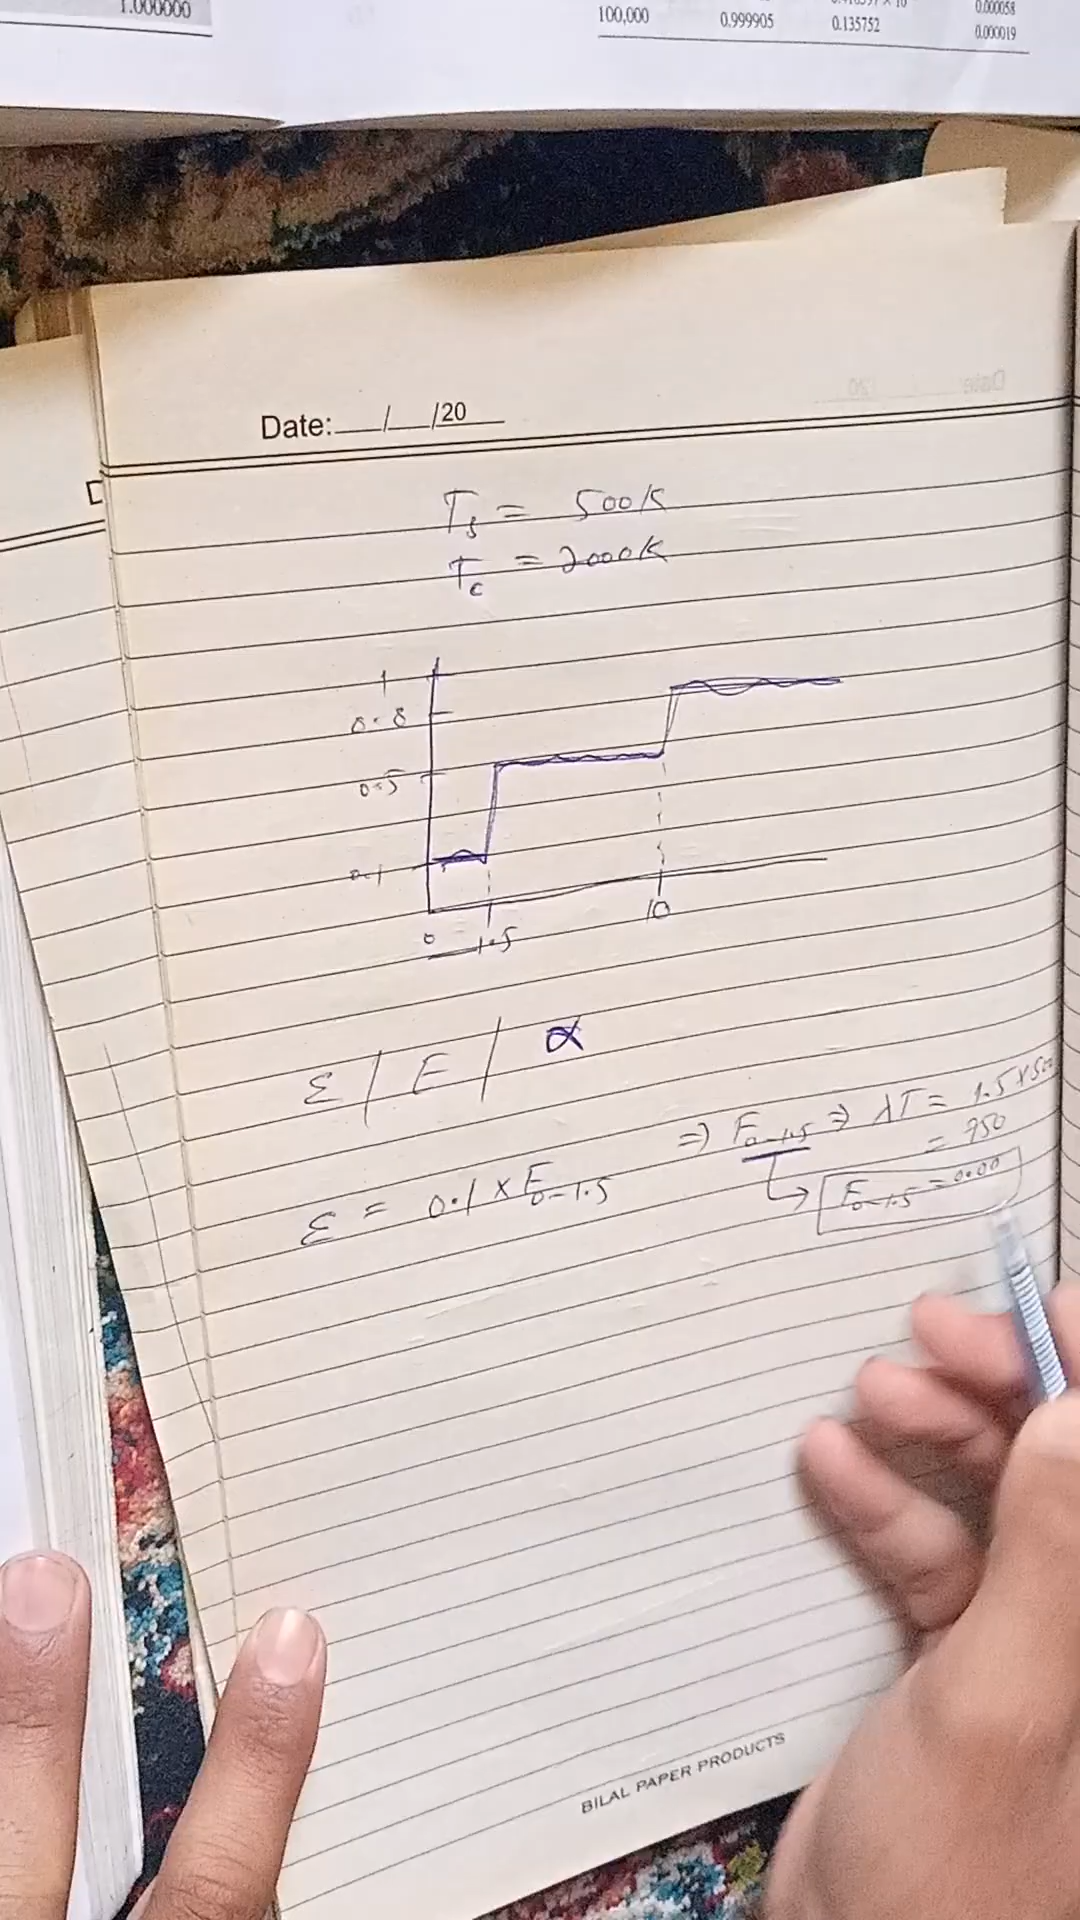 1.000000
100,000 0.999905 0.135752 0.000058
0.000019
Date:___/___/20
Ts = 500K
Tc = 2000K
1
0.8
0.5
0.1
0 1.5 10
ε / E / α
⇒ F0-1.5 ⇒ λT = 1.5×500
= 750
ε = 0.1 × F0-1.5
F0-1.5 = 0.00
BILAL PAPER PRODUCTS